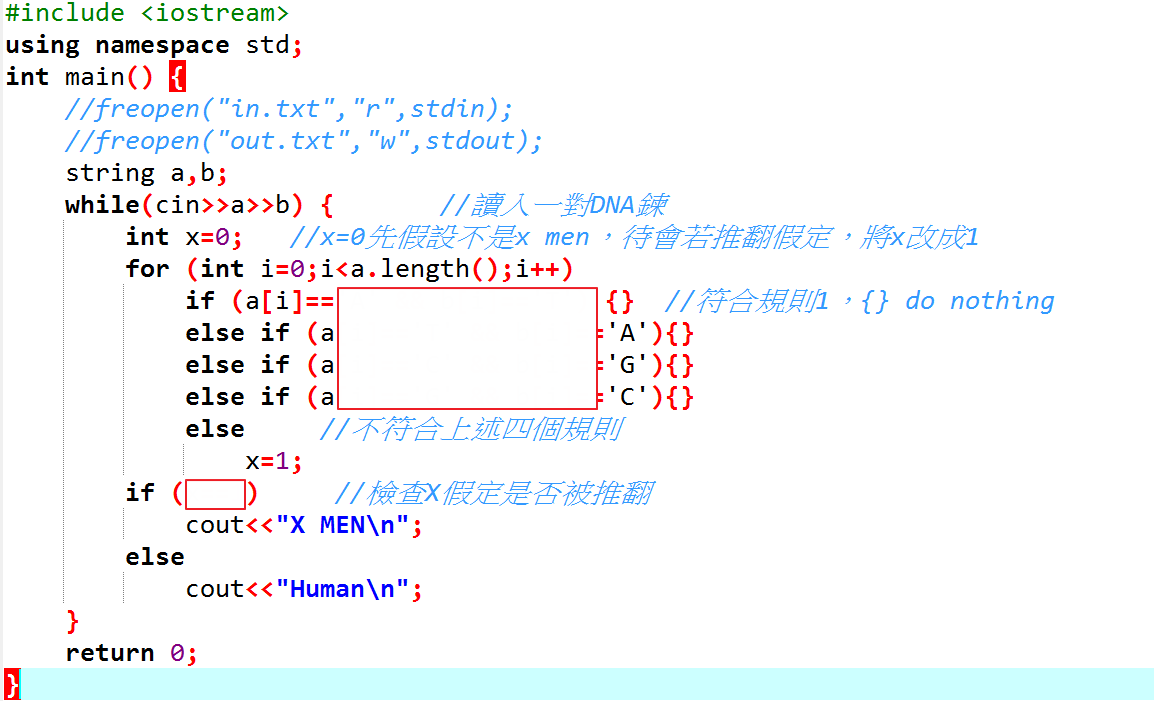 #include <iostream>
using namespace std;
int main() {
//freopen("in.txt","r",stdin);
//freopen("out.txt","w",stdout);
string a,b;
while(cin>>a>>b) { //讀入一對DNA鍊
int x=0; //x=0先假設不是x men，待會若推翻假定，將x改成1
for (int i=0;i<a.length();i++)
if (a[i]== {} //符合規則1，{} do nothing
else if (a ='A'){}
else if (a ='G'){}
else if (a ='C'){}
else //不符合上述四個規則
x=1;
if ( ) //檢查X假定是否被推翻
cout<<"X MEN\n";
else
cout<<"Human\n";
}
return 0;
}